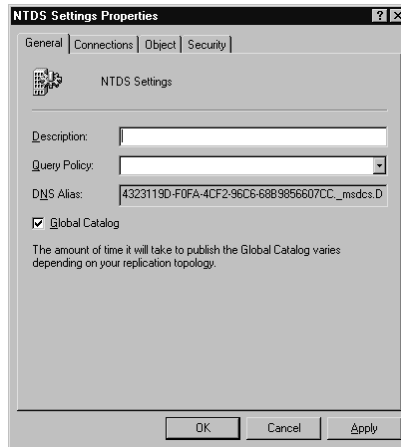 NTDS Settings Properties
General Connections Object Security
NTDS Settings
Description:
Query Policy:
DNS Alias: 4323119D-F0FA-4CF2-96C6-68B9856607CC._msdcs.D
Global Catalog
The amount of time it will take to publish the Global Catalog varies
depending on your replication topology.
OK Cancel Apply